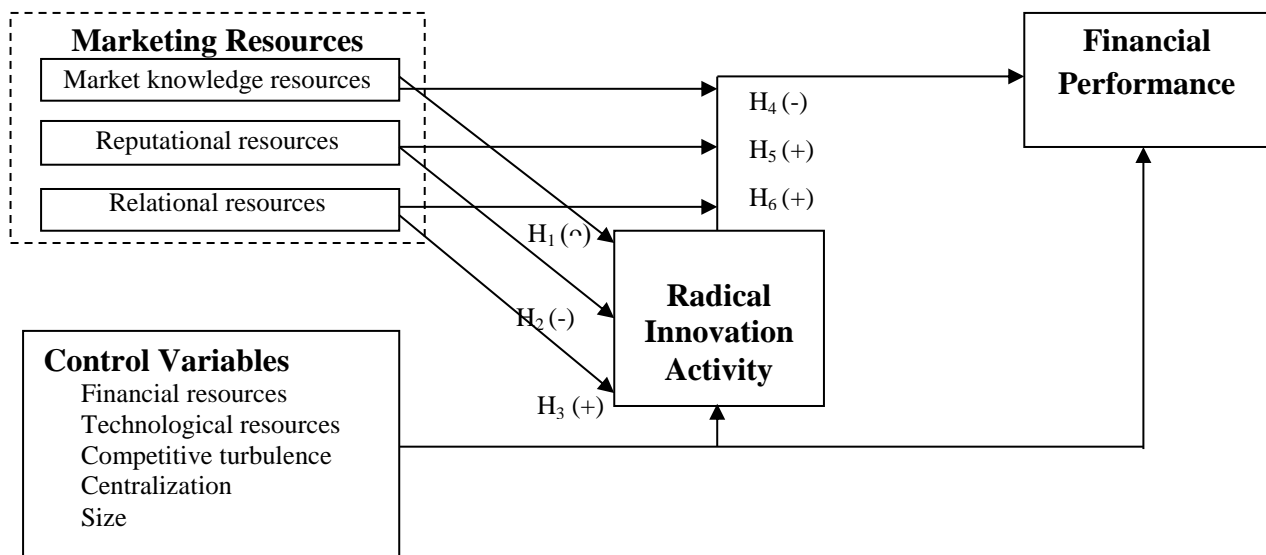 Marketing Resources
Market knowledge resources
Reputational resources
Relational resources
Financial
Performance
H₄ (-)
H₅ (+)
H₆ (+)
H₁ (∩)
H₂ (-)
H₃ (+)
Radical
Innovation
Activity
Control Variables
Financial resources
Technological resources
Competitive turbulence
Centralization
Size